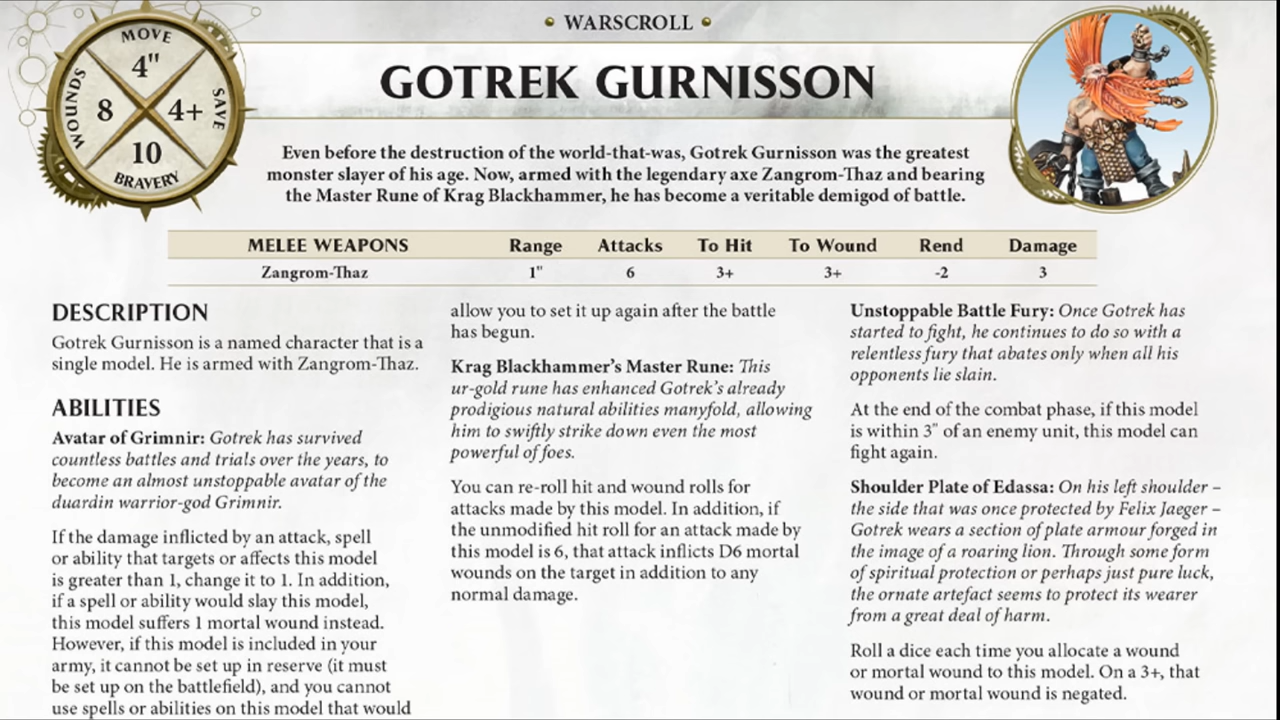 • WARSCROLL •
GOTREK GURNISSON
MOVE
4"
WOUNDS
8
4+
SAVE
10
BRAVERY
Even before the destruction of the world-that-was, Gotrek Gurnisson was the greatest
monster slayer of his age. Now, armed with the legendary axe Zangrom-Thaz and bearing
the Master Rune of Krag Blackhammer, he has become a veritable demigod of battle.
MELEE WEAPONS Range Attacks To Hit To Wound Rend Damage
Zangrom-Thaz 1" 6 3+ 3+ -2 3
DESCRIPTION
Gotrek Gurnisson is a named character that is a
single model. He is armed with Zangrom-Thaz.
ABILITIES
Avatar of Grimnir: Gotrek has survived
countless battles and trials over the years, to
become an almost unstoppable avatar of the
duardin warrior-god Grimnir.
If the damage inflicted by an attack, spell
or ability that targets or affects this model
is greater than 1, change it to 1. In addition,
if a spell or ability would slay this model,
this model suffers 1 mortal wound instead.
However, if this model is included in your
army, it cannot be set up in reserve (it must
be set up on the battlefield), and you cannot
use spells or abilities on this model that would
allow you to set it up again after the battle
has begun.
Krag Blackhammer's Master Rune: This
ur-gold rune has enhanced Gotrek's already
prodigious natural abilities manyfold, allowing
him to swiftly strike down even the most
powerful of foes.
You can re-roll hit and wound rolls for
attacks made by this model. In addition, if
the unmodified hit roll for an attack made by
this model is 6, that attack inflicts D6 mortal
wounds on the target in addition to any
normal damage.
Unstoppable Battle Fury: Once Gotrek has
started to fight, he continues to do so with a
relentless fury that abates only when all his
opponents lie slain.
At the end of the combat phase, if this model
is within 3" of an enemy unit, this model can
fight again.
Shoulder Plate of Edassa: On his left shoulder –
the side that was once protected by Felix Jaeger –
Gotrek wears a section of plate armour forged in
the image of a roaring lion. Through some form
of spiritual protection or perhaps just pure luck,
the ornate artefact seems to protect its wearer
from a great deal of harm.
Roll a dice each time you allocate a wound
or mortal wound to this model. On a 3+, that
wound or mortal wound is negated.